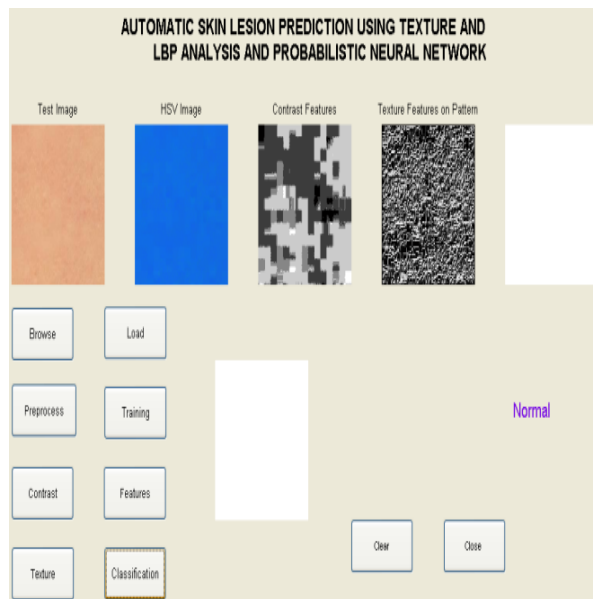 AUTOMATIC SKIN LESION PREDICTION USING TEXTURE AND
LBP ANALYSIS AND PROBABILISTIC NEURAL NETWORK
Test Image
HSV Image
Contrast Features
Texture Features on Pattern
Browse
Load
Preprocess
Training
Normal
Contrast
Features
Clear
Close
Texture
Classification